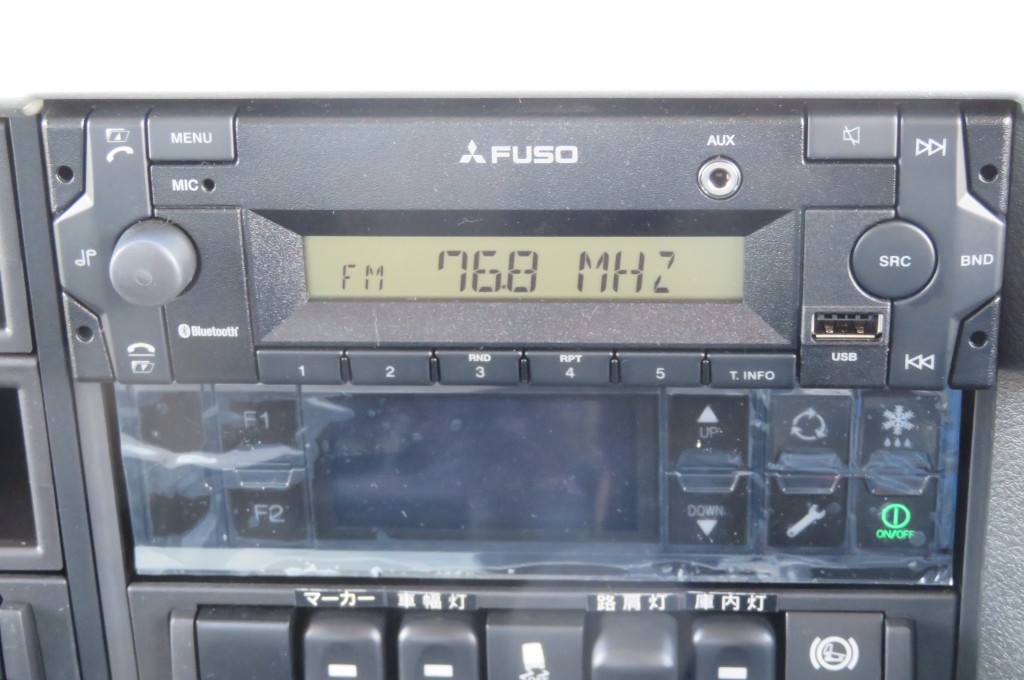 MENU
FUSO
AUX
MIC
FM 76.8 MHZ
SRC
BND
Bluetooth
USB
RND
RPT
1
2
3
4
5
T. INFO
F1
UP
F2
DOWN
ON/OFF
マーカー
車幅灯
路肩灯
庫内灯